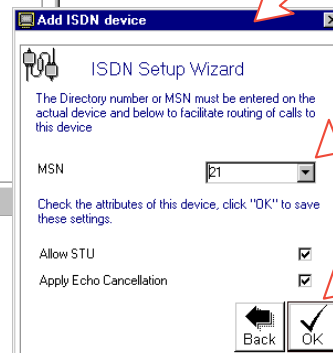 Add ISDN device
ISDN Setup Wizard
The Directory number or MSN must be entered on the
actual device and below to facilitate routing of calls to
this device
MSN
21
Check the attributes of this device, click "OK" to save
these settings.
Allow STU
Apply Echo Cancellation
Back
OK